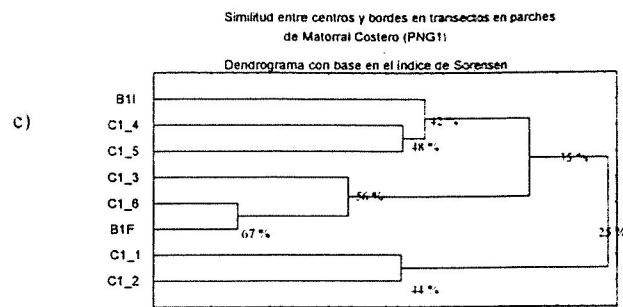 Similitud entre centros y bordes en transectos en parches
de Matorral Costero (PNG1)
Dendrograma con base en el índice de Sorensen
c)
B1I
42 %
C1_4
48 %
C1_5
35 %
C1_3
56 %
C1_6
B1F
67 %
25 %
C1_1
C1_2
44 %